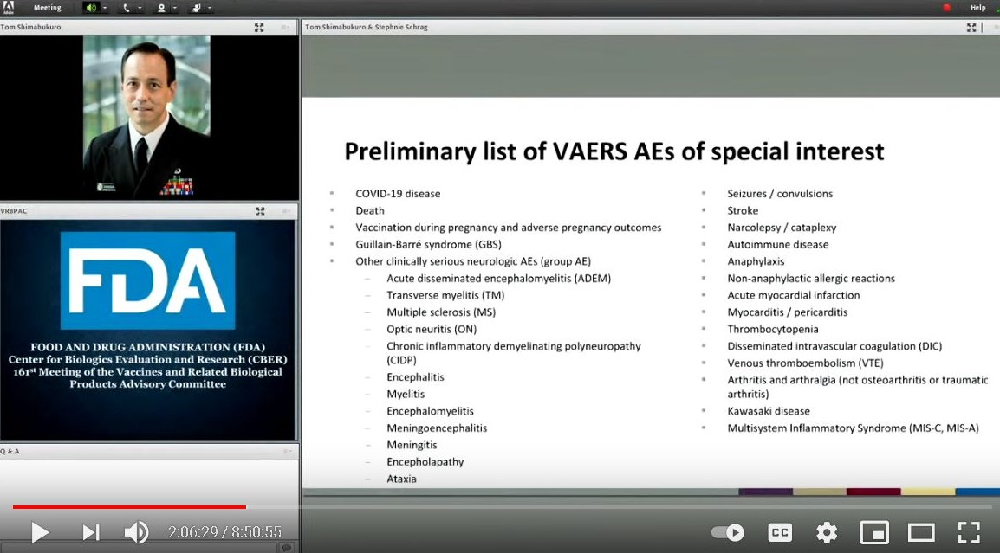 Adobe
Meeting
Help
Tom Shimabukuro
Tom Shimabukuro & Stephnie Schrag
Preliminary list of VAERS AEs of special interest
COVID-19 disease
Death
Vaccination during pregnancy and adverse pregnancy outcomes
Guillain-Barré syndrome (GBS)
Other clinically serious neurologic AEs (group AE)
– Acute disseminated encephalomyelitis (ADEM)
– Transverse myelitis (TM)
– Multiple sclerosis (MS)
– Optic neuritis (ON)
– Chronic inflammatory demyelinating polyneuropathy
(CIDP)
– Encephalitis
– Myelitis
– Encephalomyelitis
– Meningoencephalitis
– Meningitis
– Encepholapathy
– Ataxia
Seizures / convulsions
Stroke
Narcolepsy / cataplexy
Autoimmune disease
Anaphylaxis
Non-anaphylactic allergic reactions
Acute myocardial infarction
Myocarditis / pericarditis
Thrombocytopenia
Disseminated intravascular coagulation (DIC)
Venous thromboembolism (VTE)
Arthritis and arthralgia (not osteoarthritis or traumatic
arthritis)
Kawasaki disease
Multisystem Inflammatory Syndrome (MIS-C, MIS-A)
VRBPAC
FDA
FOOD AND DRUG ADMINISTRATION (FDA)
Center for Biologics Evaluation and Research (CBER)
161st Meeting of the Vaccines and Related Biological
Products Advisory Committee
Q & A
2:06:29 / 8:50:55
CC